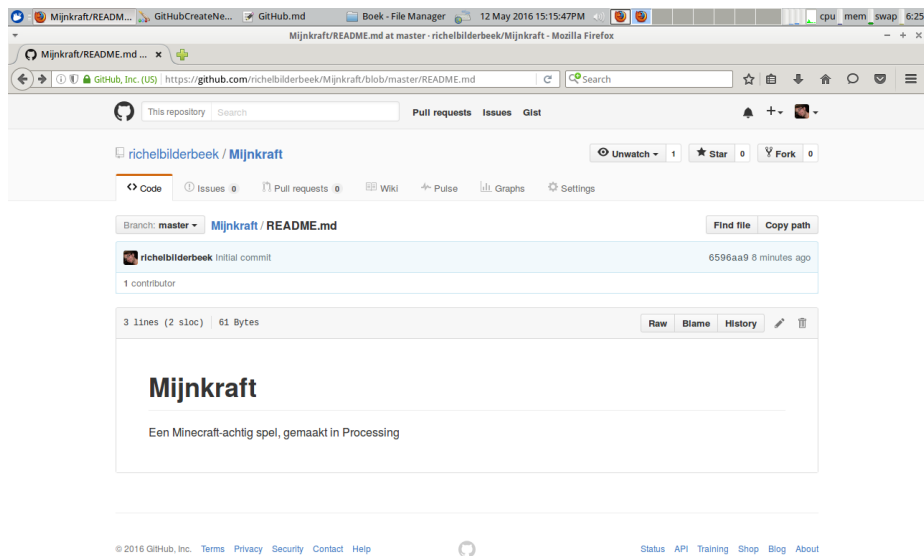 Mijnkraft/READM... GitHubCreateNe... GitHub.md Boek - File Manager 12 May 2016 15:15:47PM cpu mem swap 6:25
Mijnkraft/README.md at master · richelbilderbeek/Mijnkraft - Mozilla Firefox
Mijnkraft/README.md ...
GitHub, Inc. (US) https://github.com/richelbilderbeek/Mijnkraft/blob/master/README.md Search
This repository Search Pull requests Issues Gist
richelbilderbeek / Mijnkraft Unwatch 1 Star 0 Fork 0
Code Issues 0 Pull requests 0 Wiki Pulse Graphs Settings
Branch: master Mijnkraft / README.md Find file Copy path
richelbilderbeek Initial commit 6596aa9 8 minutes ago
1 contributor
3 lines (2 sloc) 61 Bytes Raw Blame History
Mijnkraft
Een Minecraft-achtig spel, gemaakt in Processing
© 2016 GitHub, Inc. Terms Privacy Security Contact Help Status API Training Shop Blog About